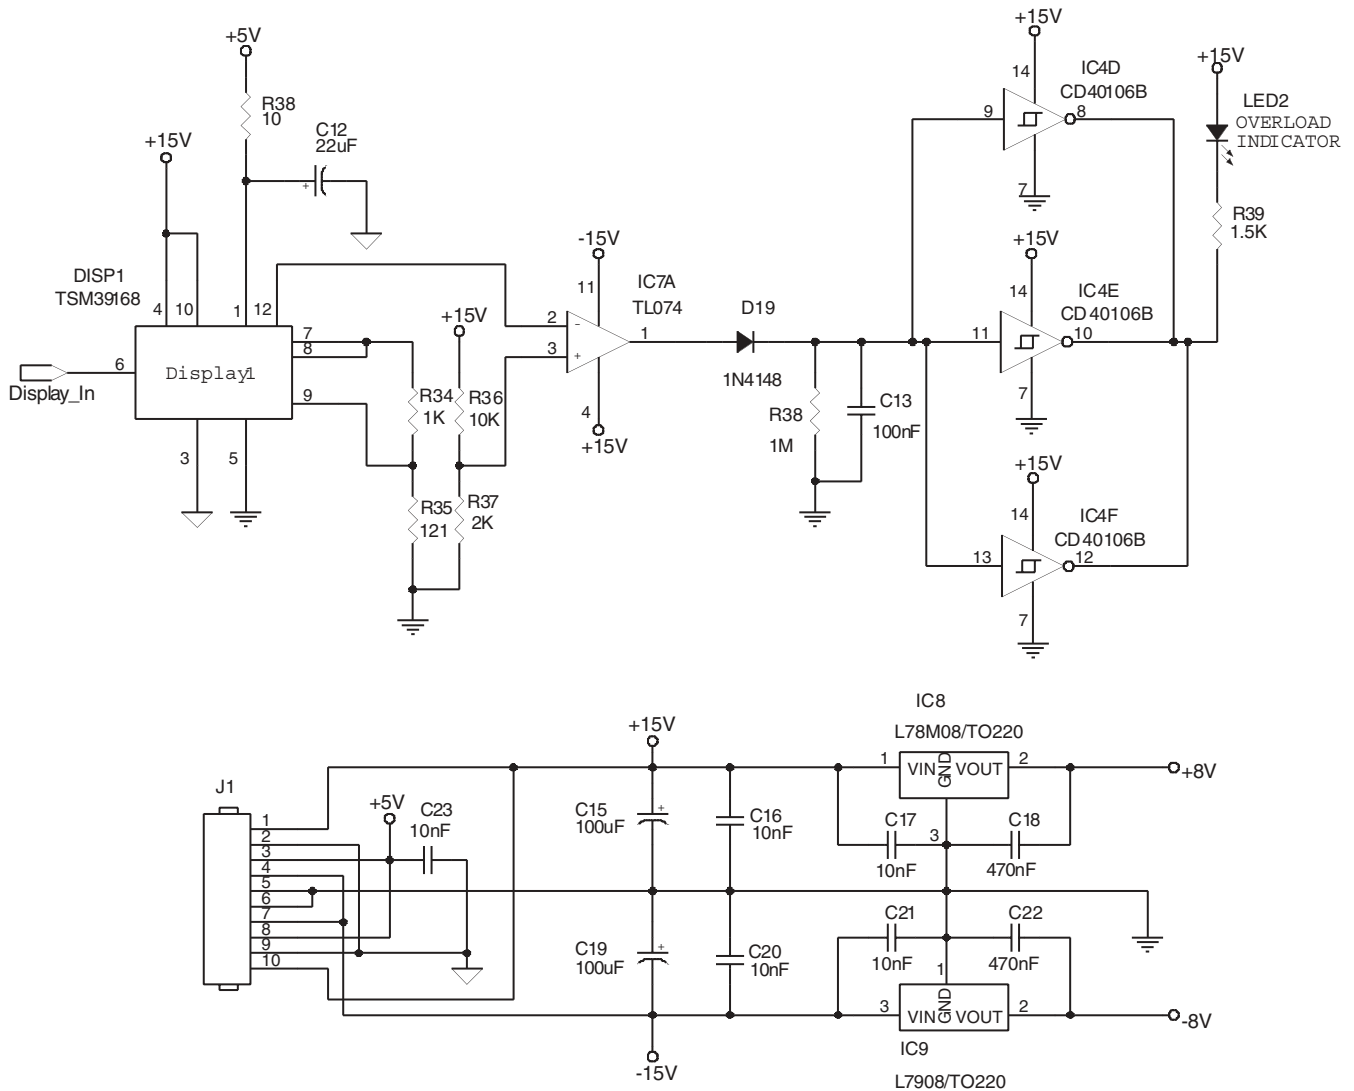 +5V
R38
10
C12
22uF
+
+15V
DISP1
TSM39168
4
10
1
12
6
Display_In
Display1
7
8
9
3
5
R34
1K
R35
121
+15V
R36
10K
R37
2K
-15V
11
IC7A
TL074
2
-
3
+
1
4
+15V
D19
1N4148
R38
1M
C13
100nF
+15V
14
IC4D
CD40106B
9
8
7
+15V
14
IC4E
CD40106B
11
10
7
+15V
14
IC4F
CD40106B
13
12
7
+15V
LED2
OVERLOAD
INDICATOR
R39
1.5K
J1
1
2
3
4
5
6
7
8
9
10
+5V
C23
10nF
+15V
C15
100uF
+
C16
10nF
C19
100uF
+
C20
10nF
-15V
IC8
L78M08/TO220
1
VIN
GND
VOUT
2
3
+8V
C17
10nF
C18
470nF
C21
10nF
C22
470nF
1
3
VIN
GND
VOUT
2
-8V
IC9
L7908/TO220